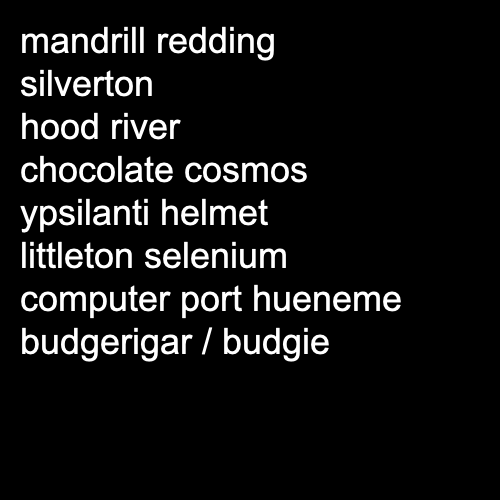 mandrill redding
silverton
hood river
chocolate cosmos
ypsilanti helmet
littleton selenium
computer port hueneme
budgerigar / budgie